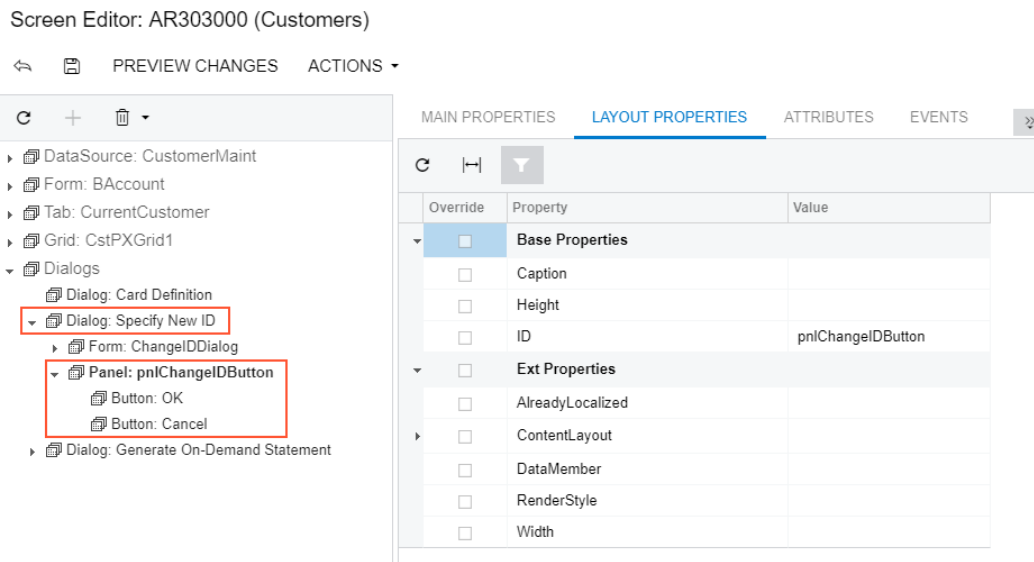 Screen Editor: AR303000 (Customers)
PREVIEW CHANGES ACTIONS
MAIN PROPERTIES LAYOUT PROPERTIES ATTRIBUTES EVENTS
DataSource: CustomerMaint
Form: BAccount
Tab: CurrentCustomer
Grid: CstPXGrid1
Dialogs
Dialog: Card Definition
Dialog: Specify New ID
Form: ChangeIDDialog
Panel: pnlChangeIDButton
Button: OK
Button: Cancel
Dialog: Generate On-Demand Statement
Override Property Value
Base Properties
Caption
Height
ID pnlChangeIDButton
Ext Properties
AlreadyLocalized
ContentLayout
DataMember
RenderStyle
Width